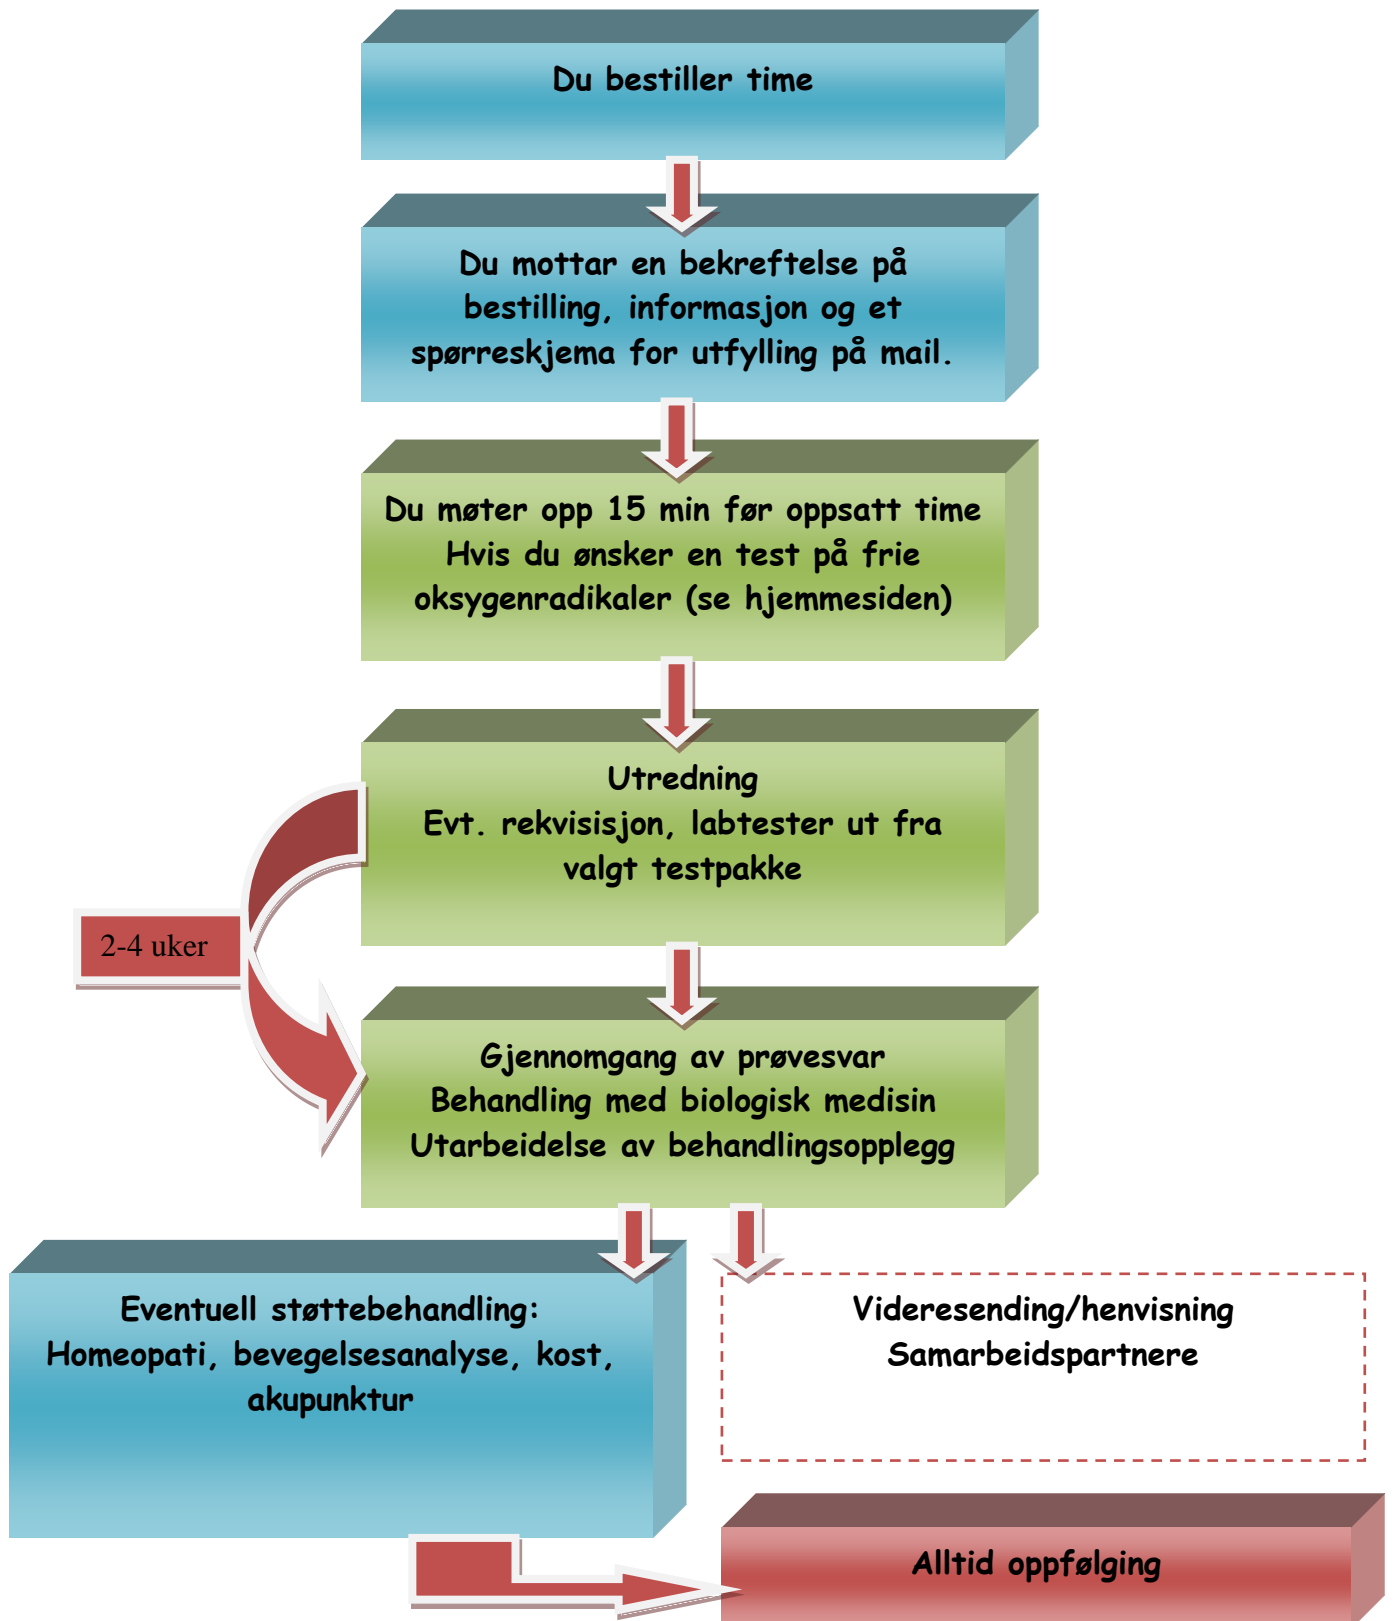 Du bestiller time
Du mottar en bekreftelse på
bestilling, informasjon og et
spørreskjema for utfylling på mail.
Du møter opp 15 min før oppsatt time
Hvis du ønsker en test på frie
oksygenradikaler (se hjemmesiden)
Utredning
Evt. rekvisisjon, labtester ut fra
valgt testpakke
2-4 uker
Gjennomgang av prøvesvar
Behandling med biologisk medisin
Utarbeidelse av behandlingsopplegg
Eventuell støttebehandling:
Homeopati, bevegelsesanalyse, kost,
akupunktur
Videresending/henvisning
Samarbeidspartnere
Alltid oppfølging